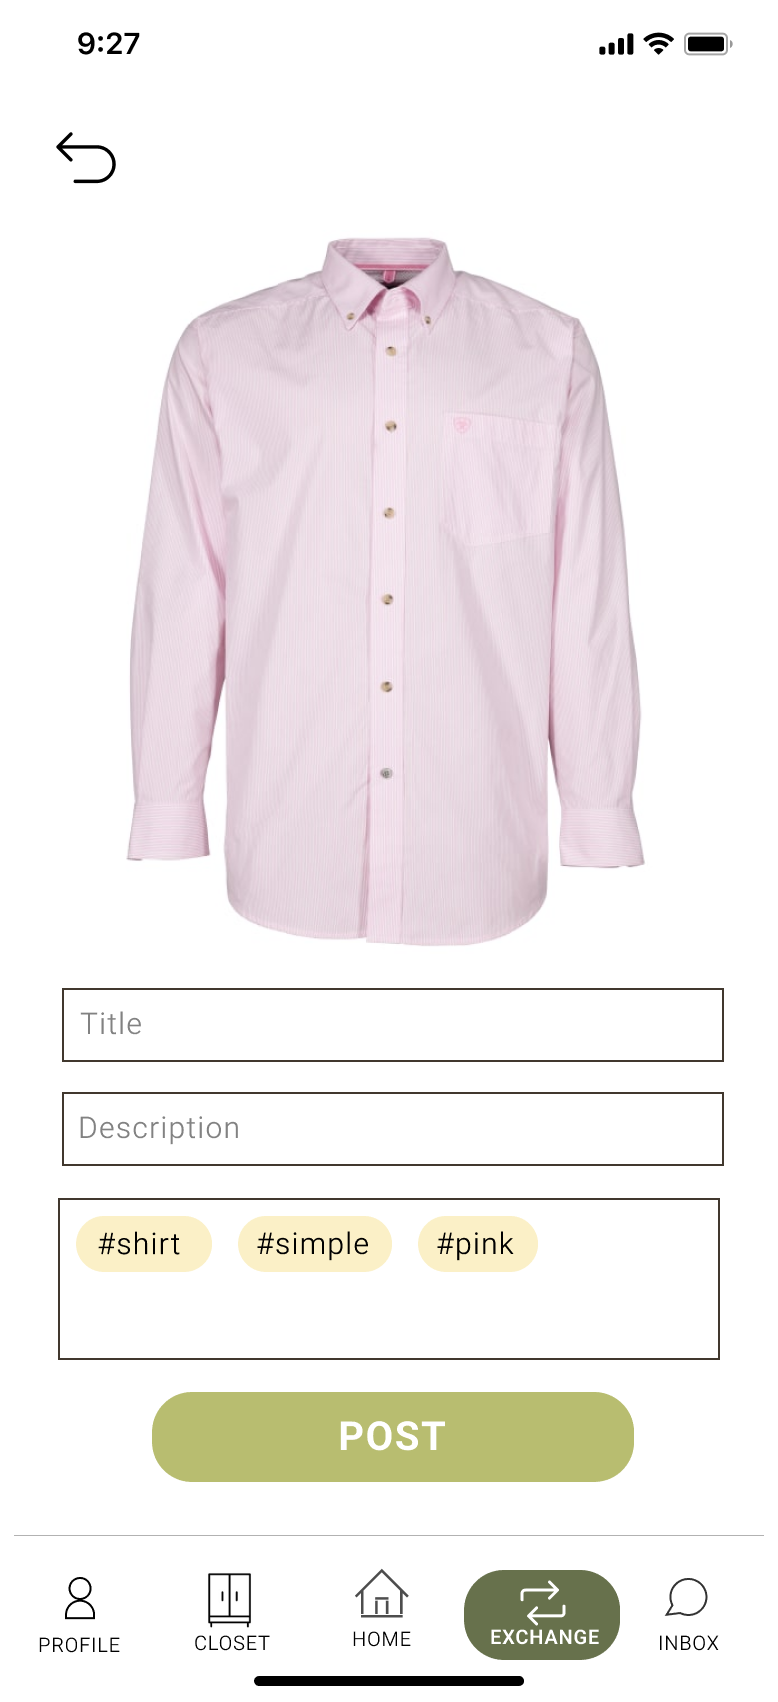 9:27
Title
Description
#shirt #simple #pink
POST
PROFILE CLOSET HOME EXCHANGE INBOX